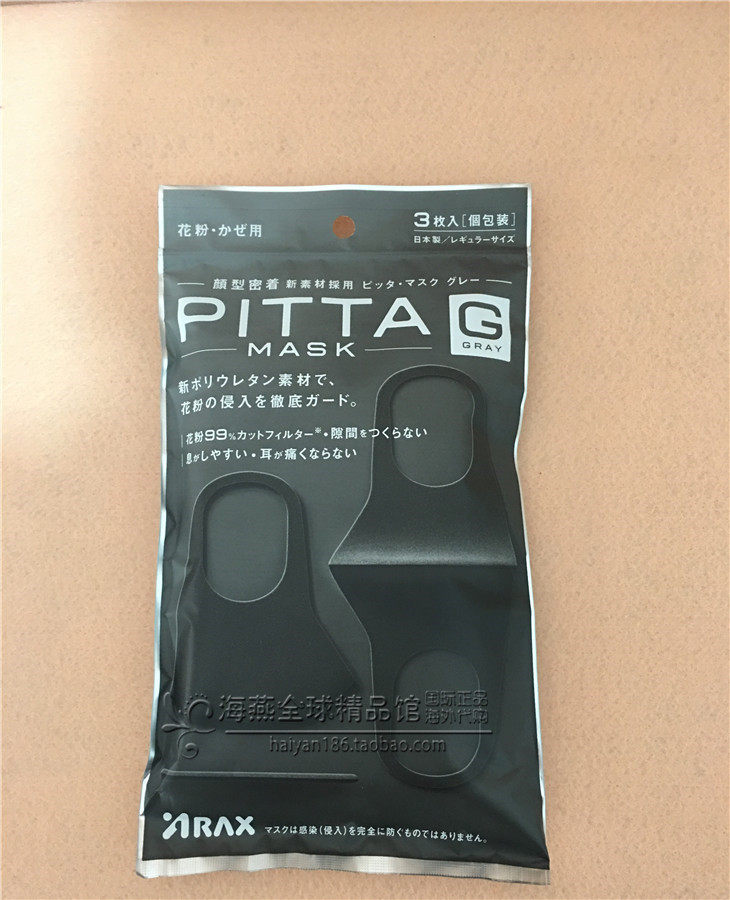 花粉・かぜ用
3枚入[個包装]
日本製/レギュラーサイズ
顔型密着 新素材採用 ピッタ・マスク グレー
PITTA G
MASK GRAY
新ポリウレタン素材で、
花粉の侵入を徹底ガード。
花粉99%カットフィルター※・隙間をつくらない
息がしやすい・耳が痛くならない
海燕全球精品馆 国际正品
海外代购
haiyan186.taobao.com
ARAX マスクは感染(侵入)を完全に防ぐものではありません。